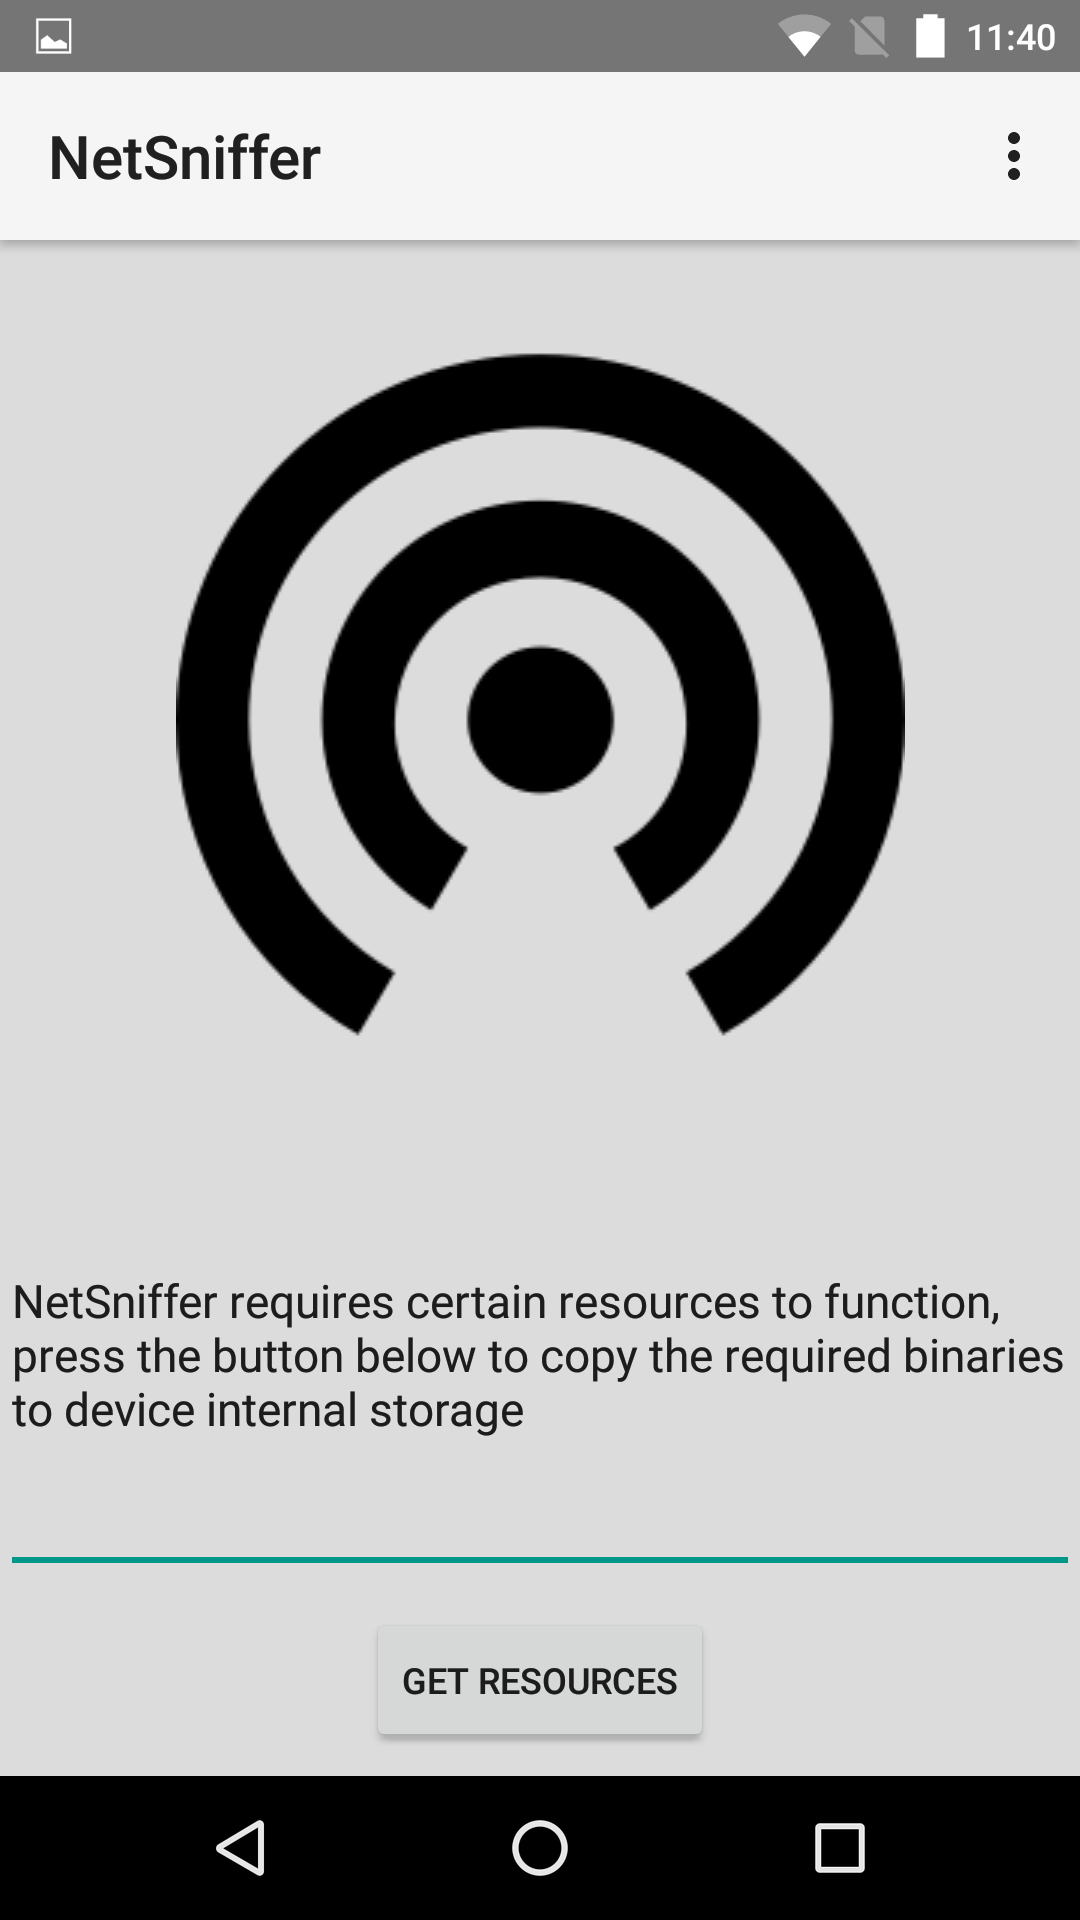 11:40
NetSniffer
NetSniffer requires certain resources to function,
press the button below to copy the required binaries
to device internal storage
GET RESOURCES